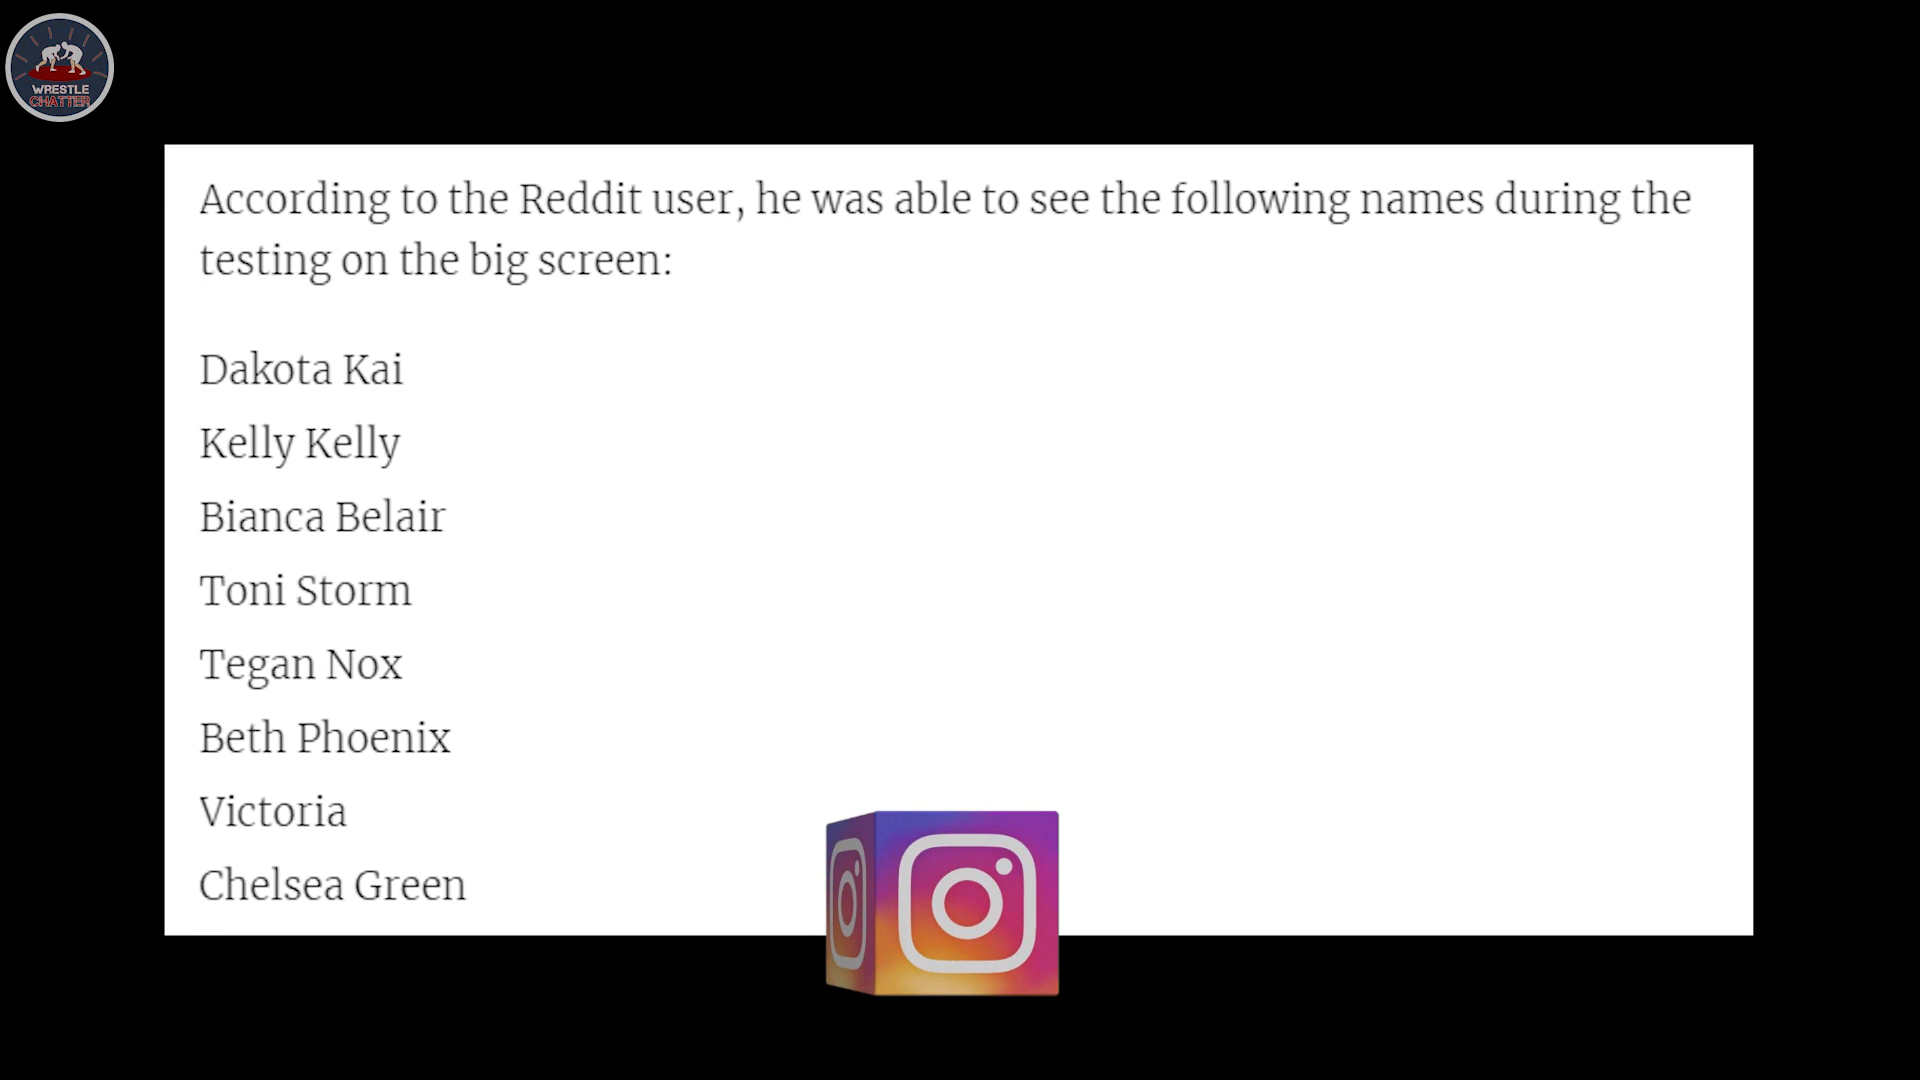 WRESTLE
CHATTER
According to the Reddit user, he was able to see the following names during the
testing on the big screen:
Dakota Kai
Kelly Kelly
Bianca Belair
Toni Storm
Tegan Nox
Beth Phoenix
Victoria
Chelsea Green